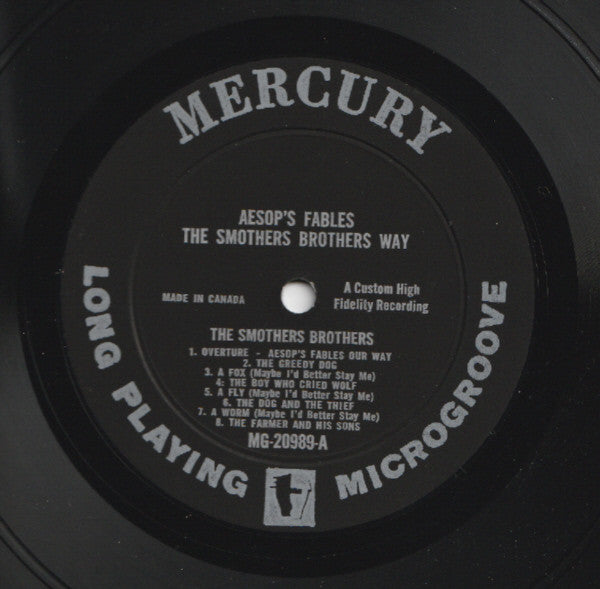 MERCURY
AESOP'S FABLES
THE SMOTHERS BROTHERS WAY
MADE IN CANADA
A Custom High
Fidelity Recording
THE SMOTHERS BROTHERS
1. OVERTURE - AESOP'S FABLES OUR WAY
2. THE GREEDY DOG
3. A FOX (Maybe I'd Better Stay Me)
4: THE BOY WHO CRIED WOLF
5. A FLY (Maybe I'd Better Stay Me)
6. THE DOG AND THE THIEF
7. A WORM (Maybe I'd Better Stay Me)
8. THE FARMER AND HIS SONS
MG-20989-A
LONG PLAYING
MICROGROOVE